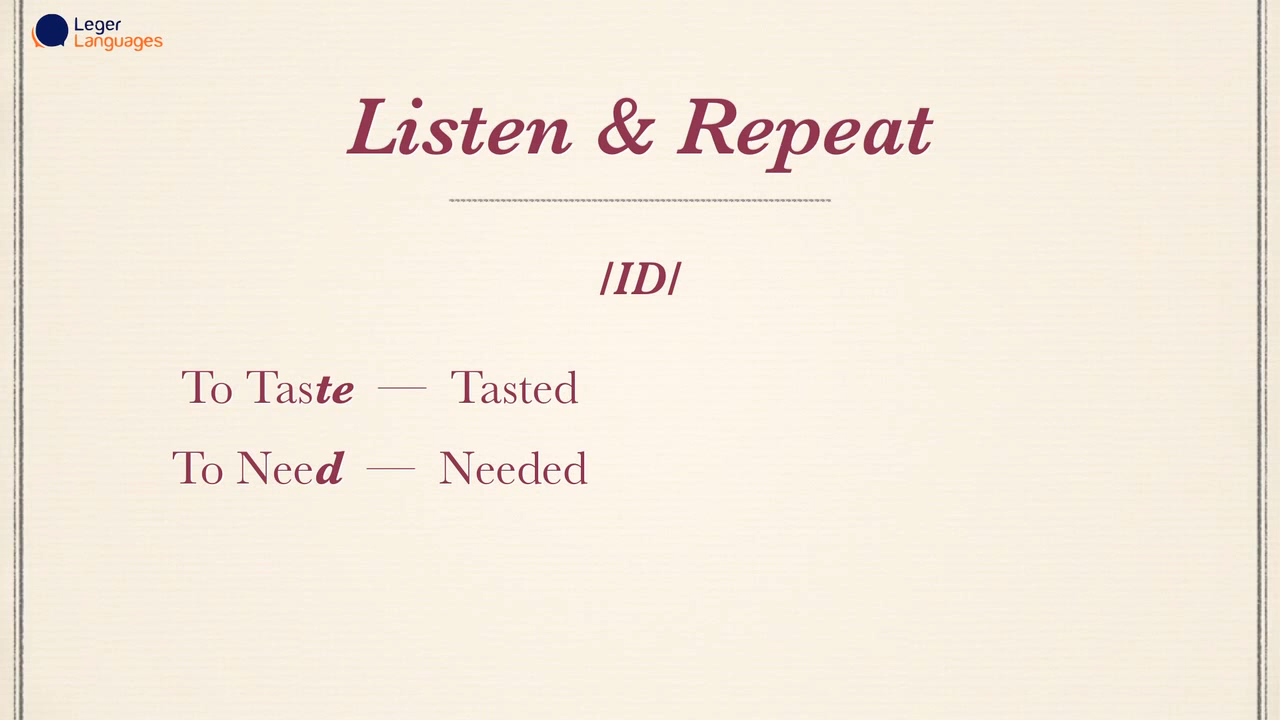 Leger
Languages
Listen & Repeat
/ID/
To Taste — Tasted
To Need — Needed